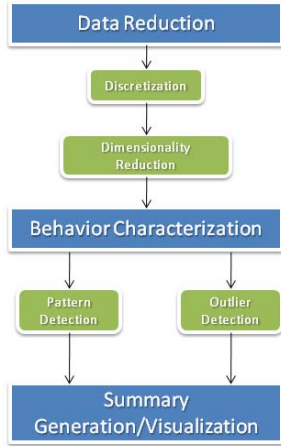 Data Reduction
Discretization
Dimensionality
Reduction
Behavior Characterization
Pattern
Detection
Outlier
Detection
Summary
Generation/Visualization